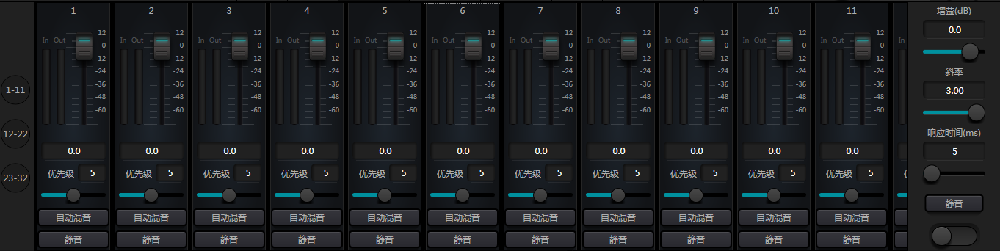 1 2 3 4 5 6 7 8 9 10 11 增益(dB)
In Out 12 In Out 12 In Out 12 In Out 12 In Out 12 In Out 12 In Out 12 In Out 12 In Out 12 In Out 12 In Out 12 In 0.0
0 0 0 0 0 0 0 0 0 0 0
-12 -12 -12 -12 -12 -12 -12 -12 -12 -12 -12
-24 -24 -24 -24 -24 -24 -24 -24 -24 -24 -24 斜率
1-11 -36 -36 -36 -36 -36 -36 -36 -36 -36 -36 -36 3.00
-48 -48 -48 -48 -48 -48 -48 -48 -48 -48 -48
-60 -60 -60 -60 -60 -60 -60 -60 -60 -60 -60
12-22 响应时间(ms)
0.0 0.0 0.0 0.0 0.0 0.0 0.0 0.0 0.0 0.0 0.0 5
23-32 优先级 5 优先级 5 优先级 5 优先级 5 优先级 5 优先级 5 优先级 5 优先级 5 优先级 5 优先级 5 优先级 5
自动混音 自动混音 自动混音 自动混音 自动混音 自动混音 自动混音 自动混音 自动混音 自动混音 自动混音 静音
静音 静音 静音 静音 静音 静音 静音 静音 静音 静音 静音